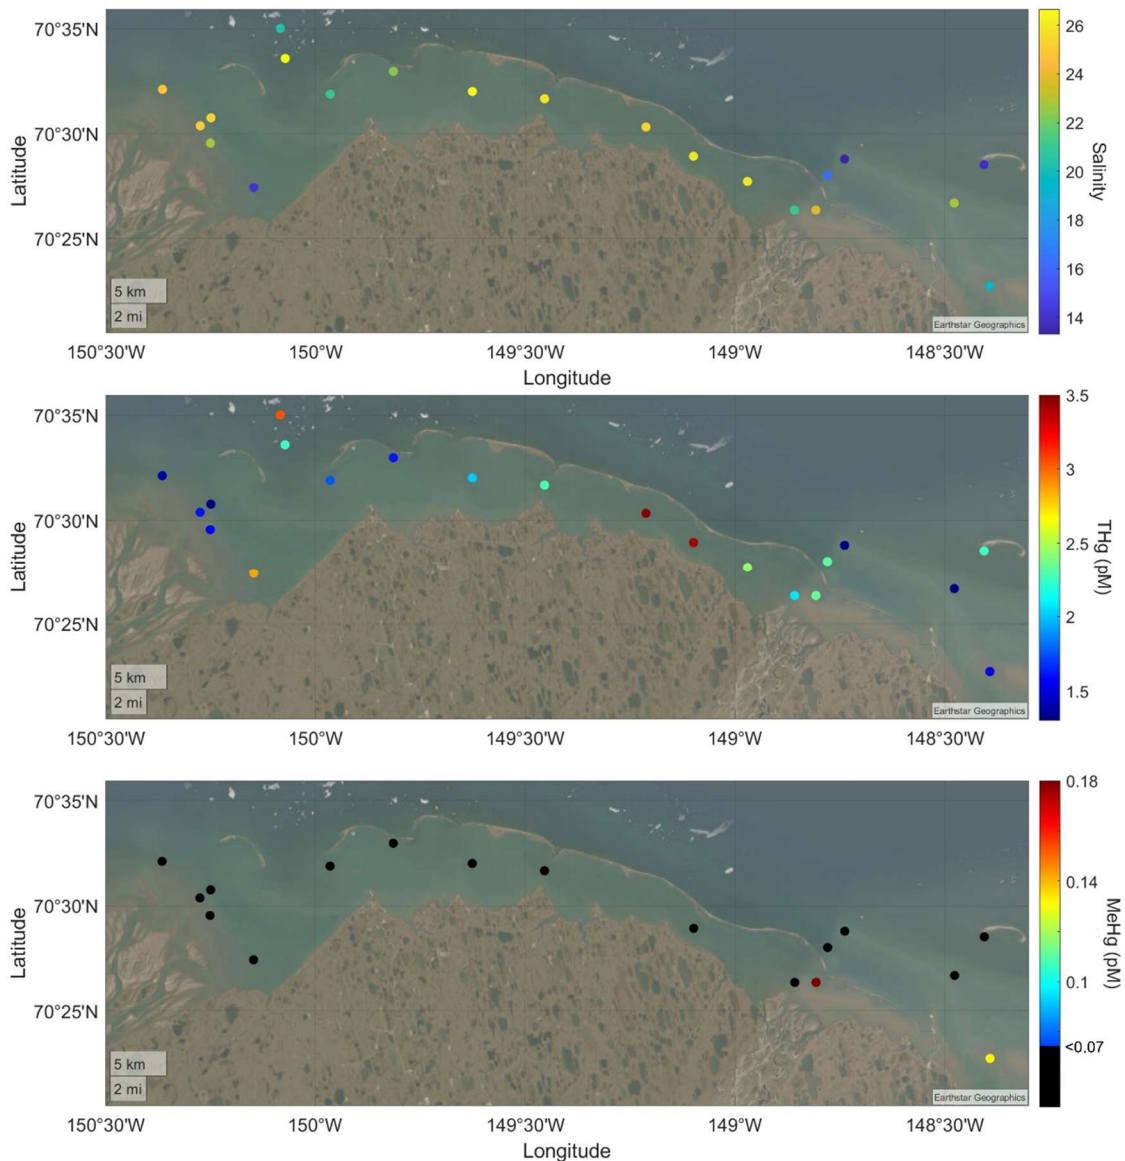 70°35'N
70°30'N
70°25'N
Latitude
5 km
2 mi
Earthstar Geographics
150°30'W 150°W 149°30'W 149°W 148°30'W
Longitude
26
24
22
20
18
16
14
Salinity
70°35'N
70°30'N
70°25'N
Latitude
5 km
2 mi
Earthstar Geographics
150°30'W 150°W 149°30'W 149°W 148°30'W
3.5
3
2.5
2
1.5
THg (pM)
70°35'N
70°30'N
70°25'N
Latitude
5 km
2 mi
Earthstar Geographics
150°30'W 150°W 149°30'W 149°W 148°30'W
Longitude
0.18
0.14
0.1
<0.07
MeHg (pM)